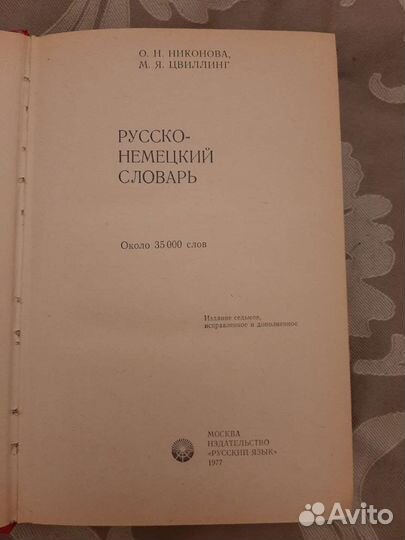 О. Н. НИКОНОВА,
М. Я. ЦВИЛЛИНГ
РУССКО-
НЕМЕЦКИЙ
СЛОВАРЬ
Около 35 000 слов
Издание седьмое,
исправленное и дополненное
МОСКВА
ИЗДАТЕЛЬСТВО
«РУССКИЙ ЯЗЫК»
1977
Avito